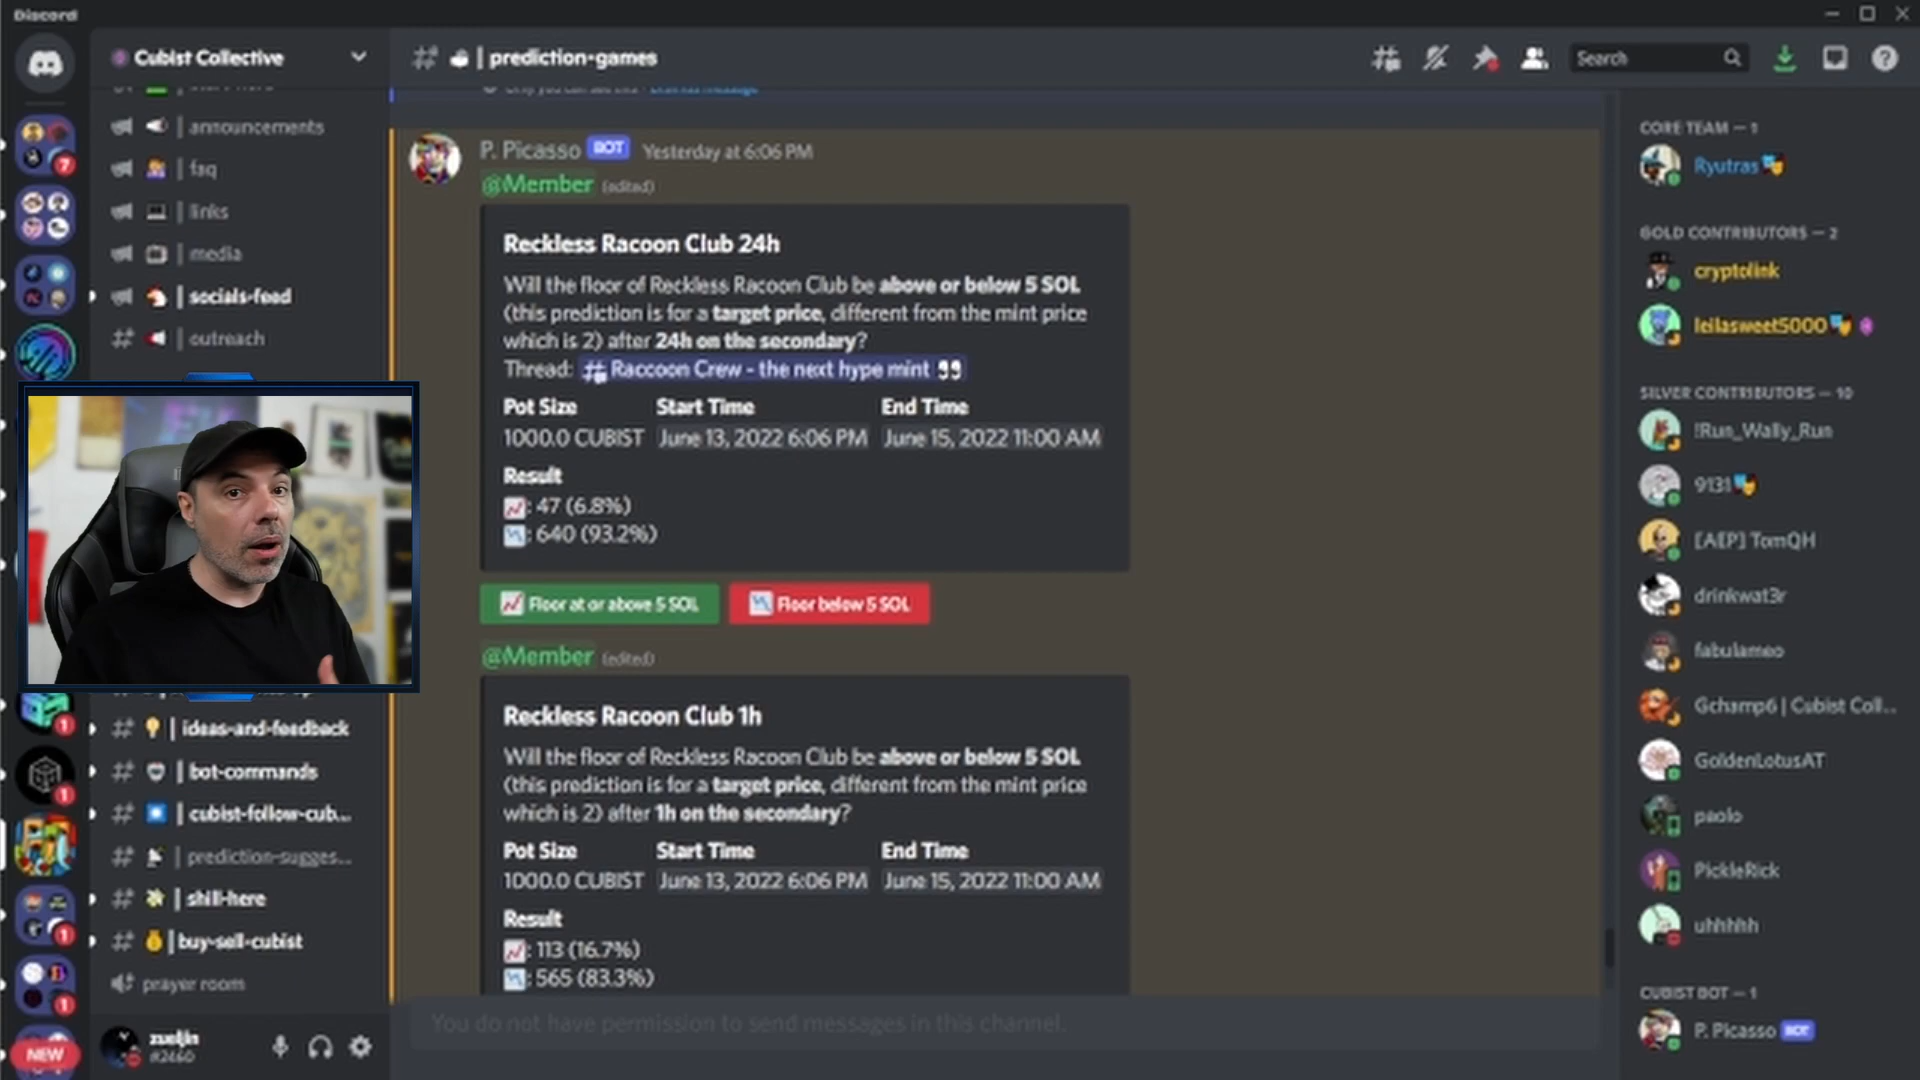 Discord
Cubist Collective
| announcements
| faq
| links
| media
| socials-feed
| outreach
| ideas-and-feedback
| bot-commands
| cubist-follow-cub...
| prediction-sugges...
| shill-here
| buy-sell-cubist
prayer room
zueljin
#2660
NEW
7
1
1
1
1
| prediction-games
Search
P. Picasso BOT Yesterday at 6:06 PM
@Member (edited)
Reckless Racoon Club 24h
Will the floor of Reckless Racoon Club be above or below 5 SOL
(this prediction is for a target price, different from the mint price
which is 2) after 24h on the secondary?
Thread: Raccoon Crew - the next hype mint
Pot Size Start Time End Time
1000.0 CUBIST June 13, 2022 6:06 PM June 15, 2022 11:00 AM
Result
: 47 (6.8%)
: 640 (93.2%)
Floor at or above 5 SOL Floor below 5 SOL
@Member (edited)
Reckless Racoon Club 1h
Will the floor of Reckless Racoon Club be above or below 5 SOL
(this prediction is for a target price, different from the mint price
which is 2) after 1h on the secondary?
Pot Size Start Time End Time
1000.0 CUBIST June 13, 2022 6:06 PM June 15, 2022 11:00 AM
Result
: 113 (16.7%)
: 565 (83.3%)
You do not have permission to send messages in this channel.
CORE TEAM — 1
Ryutras
GOLD CONTRIBUTORS — 2
cryptolink
leilasweet5000
SILVER CONTRIBUTORS — 10
!Run_Wally_Run
9131
[AEP] TomQH
drinkwat3r
fabulameo
Gchamp6 | Cubist Coll...
GoldenLotusAT
paolo
PickleRick
uhhhhh
CUBIST BOT — 1
P. Picasso BOT